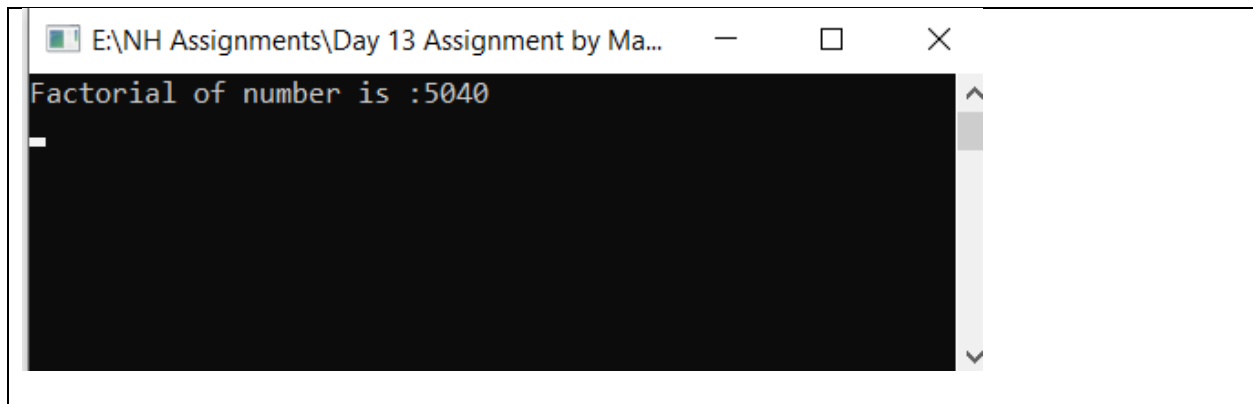 E:\NH Assignments\Day 13 Assignment by Ma...
Factorial of number is :5040